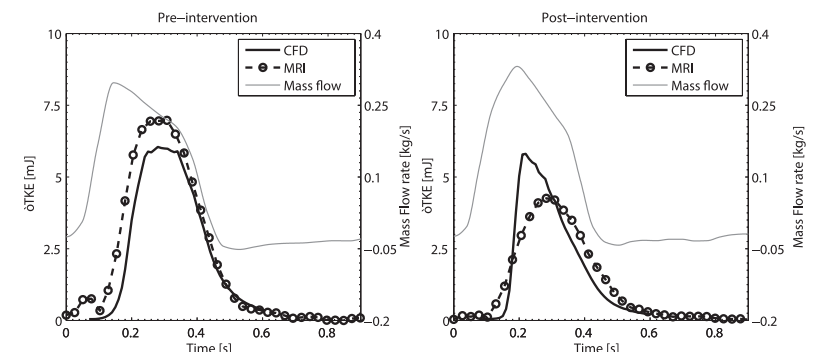 Pre−intervention
10
7.5
5
2.5
0
òTKE [mJ]
0.4
0.25
0.1
−0.05
−0.2
Mass Flow rate [kg/s]
CFD
MRI
Mass flow
0 0.2 0.4 0.6 0.8
Time [s]
Post−intervention
10
7.5
5
2.5
0
òTKE [mJ]
0.4
0.25
0.1
−0.05
−0.2
Mass Flow rate [kg/s]
CFD
MRI
Mass flow
0 0.2 0.4 0.6 0.8
Time [s]